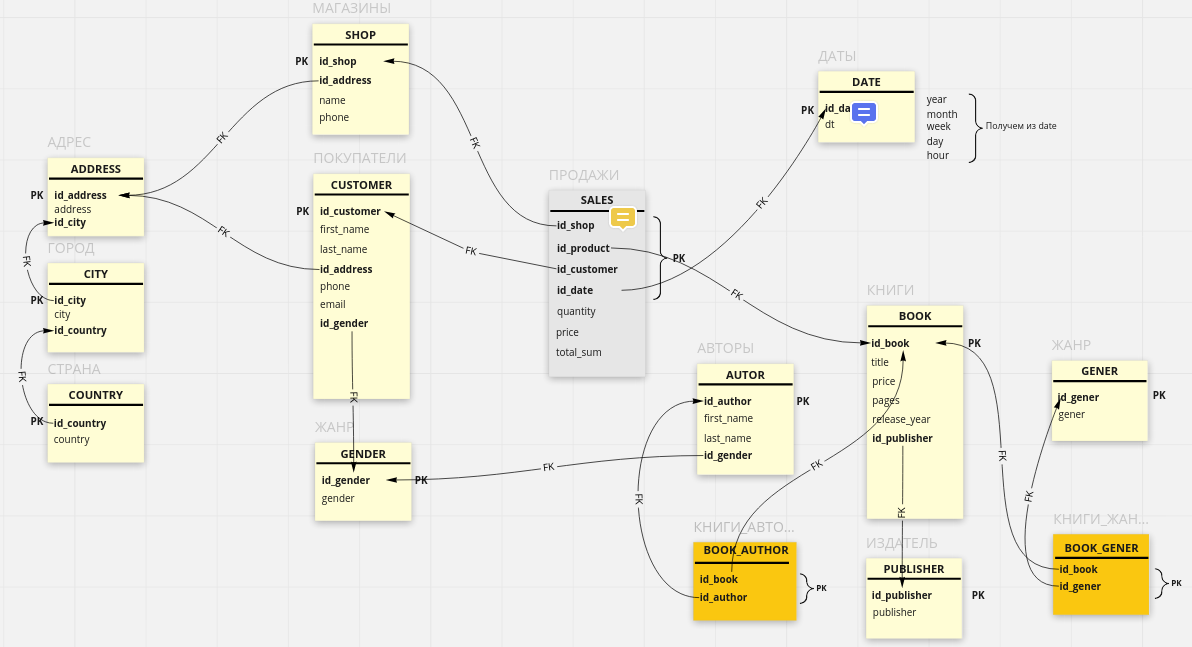 МАГАЗИНЫ
SHOP
PK id_shop
id_address
name
phone
FK
FK
АДРЕС
ADDRESS
PK id_address
address
id_city
FK
ГОРОД
CITY
PK id_city
city
id_country
FK
СТРАНА
COUNTRY
PK id_country
country
ПОКУПАТЕЛИ
CUSTOMER
PK id_customer
first_name
last_name
id_address
phone
email
id_gender
FK
FK
FK
ЖАНР
GENDER
id_gender PK
gender
FK
ПРОДАЖИ
SALES
id_shop
id_product
id_customer
id_date
quantity
price
total_sum
PK
FK
FK
ДАТЫ
DATE
PK id_da
dt
year
month
week
day
hour
Получем из date
КНИГИ
BOOK
id_book PK
title
price
pages
release_year
id_publisher
FK
FK
FK
АВТОРЫ
AUTOR
id_author PK
first_name
last_name
id_gender
FK
КНИГИ_АВТО...
BOOK_AUTHOR
id_book
id_author
PK
ИЗДАТЕЛЬ
PUBLISHER
id_publisher PK
publisher
ЖАНР
GENER
id_gener PK
gener
FK
КНИГИ_ЖАН...
BOOK_GENER
id_book
id_gener
PK